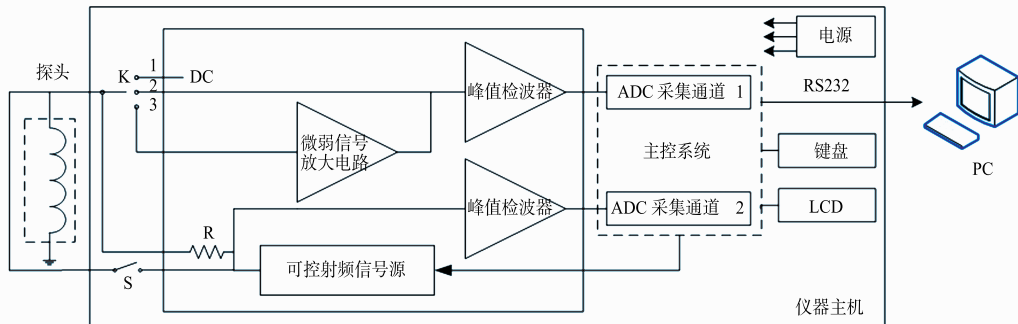 电源
探头
K
1
2
3
DC
峰值检波器
ADC 采集通道 1
RS232
微弱信号
放大电路
主控系统
键盘
PC
峰值检波器
ADC 采集通道 2
LCD
R
可控射频信号源
S
仪器主机